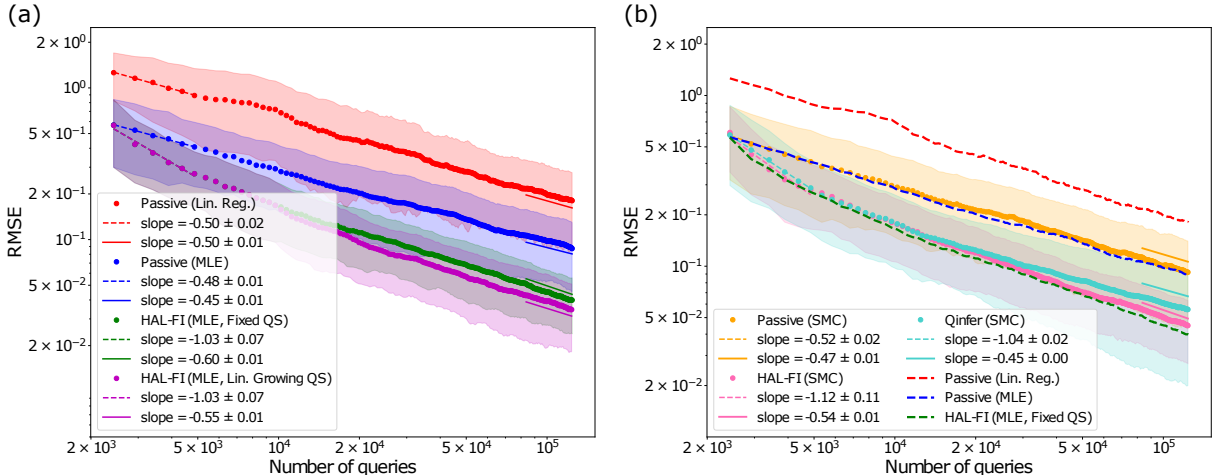 (a)
RMSE
2 × 10⁰
10⁰
5 × 10⁻¹
2 × 10⁻¹
10⁻¹
5 × 10⁻²
2 × 10⁻²
Passive (Lin. Reg.)
slope = -0.50 ± 0.02
slope = -0.50 ± 0.01
Passive (MLE)
slope = -0.48 ± 0.01
slope = -0.45 ± 0.01
HAL-FI (MLE, Fixed QS)
slope = -1.03 ± 0.07
slope = -0.60 ± 0.01
HAL-FI (MLE, Lin. Growing QS)
slope = -1.03 ± 0.07
slope = -0.55 ± 0.01
2 × 10³ 5 × 10³ 10⁴ 2 × 10⁴ 5 × 10⁴ 10⁵
Number of queries
(b)
RMSE
2 × 10⁰
10⁰
5 × 10⁻¹
2 × 10⁻¹
10⁻¹
5 × 10⁻²
2 × 10⁻²
Passive (SMC)
slope = -0.52 ± 0.02
slope = -0.47 ± 0.01
HAL-FI (SMC)
slope = -1.12 ± 0.11
slope = -0.54 ± 0.01
Qinfer (SMC)
slope = -1.04 ± 0.02
slope = -0.45 ± 0.00
Passive (Lin. Reg.)
Passive (MLE)
HAL-FI (MLE, Fixed QS)
2 × 10³ 5 × 10³ 10⁴ 2 × 10⁴ 5 × 10⁴ 10⁵
Number of queries